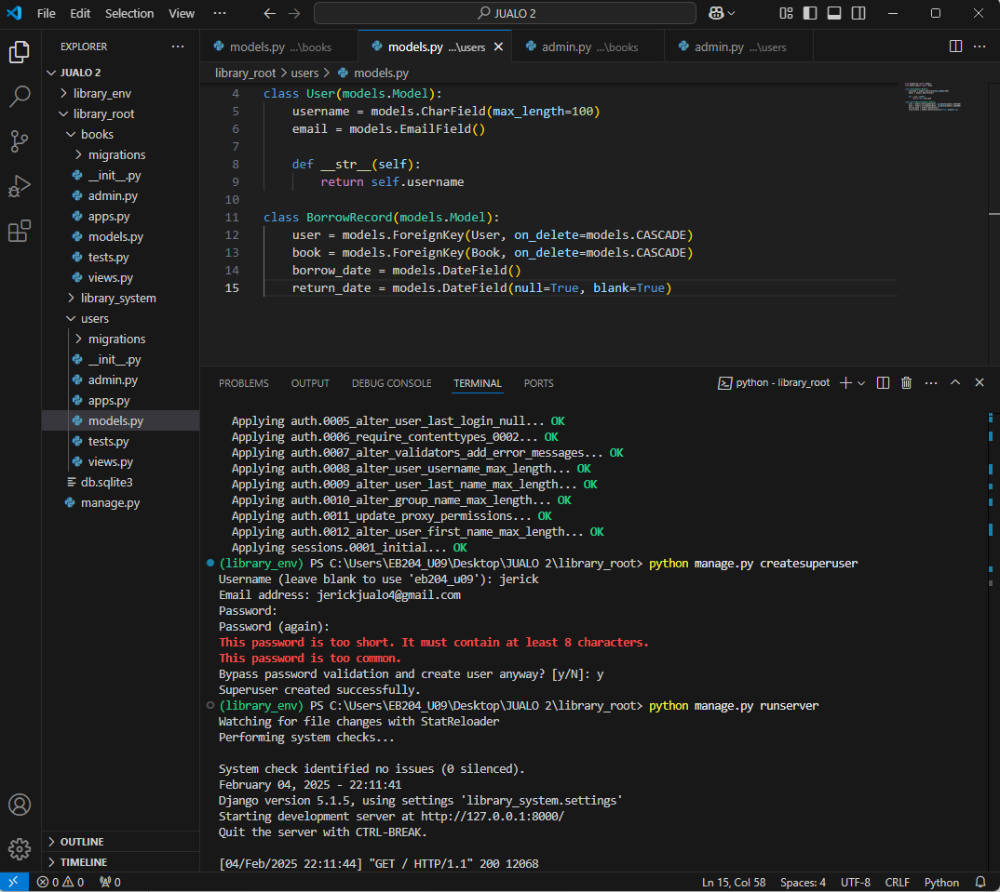 File Edit Selection View ··· JUALO 2
EXPLORER ···
JUALO 2
library_env
library_root
books
migrations
__init__.py
admin.py
apps.py
models.py
tests.py
views.py
library_system
users
migrations
__init__.py
admin.py
apps.py
models.py
tests.py
views.py
db.sqlite3
manage.py
OUTLINE
TIMELINE
models.py ...\books models.py ...\users admin.py ...\books admin.py ...\users
library_root > users > models.py
4 class User(models.Model):
5 username = models.CharField(max_length=100)
6 email = models.EmailField()
7
8 def __str__(self):
9 return self.username
10
11 class BorrowRecord(models.Model):
12 user = models.ForeignKey(User, on_delete=models.CASCADE)
13 book = models.ForeignKey(Book, on_delete=models.CASCADE)
14 borrow_date = models.DateField()
15 return_date = models.DateField(null=True, blank=True)
PROBLEMS OUTPUT DEBUG CONSOLE TERMINAL PORTS python - library_root
Applying auth.0005_alter_user_last_login_null... OK
Applying auth.0006_require_contenttypes_0002... OK
Applying auth.0007_alter_validators_add_error_messages... OK
Applying auth.0008_alter_user_username_max_length... OK
Applying auth.0009_alter_user_last_name_max_length... OK
Applying auth.0010_alter_group_name_max_length... OK
Applying auth.0011_update_proxy_permissions... OK
Applying auth.0012_alter_user_first_name_max_length... OK
Applying sessions.0001_initial... OK
(library_env) PS C:\Users\EB204_U09\Desktop\JUALO 2\library_root> python manage.py createsuperuser
Username (leave blank to use 'eb204_u09'): jerick
Email address: jerickjualo4@gmail.com
Password:
Password (again):
This password is too short. It must contain at least 8 characters.
This password is too common.
Bypass password validation and create user anyway? [y/N]: y
Superuser created successfully.
(library_env) PS C:\Users\EB204_U09\Desktop\JUALO 2\library_root> python manage.py runserver
Watching for file changes with StatReloader
Performing system checks...
System check identified no issues (0 silenced).
February 04, 2025 - 22:11:41
Django version 5.1.5, using settings 'library_system.settings'
Starting development server at http://127.0.0.1:8000/
Quit the server with CTRL-BREAK.
[04/Feb/2025 22:11:44] "GET / HTTP/1.1" 200 12068
0 0 0 Ln 15, Col 58 Spaces: 4 UTF-8 CRLF Python